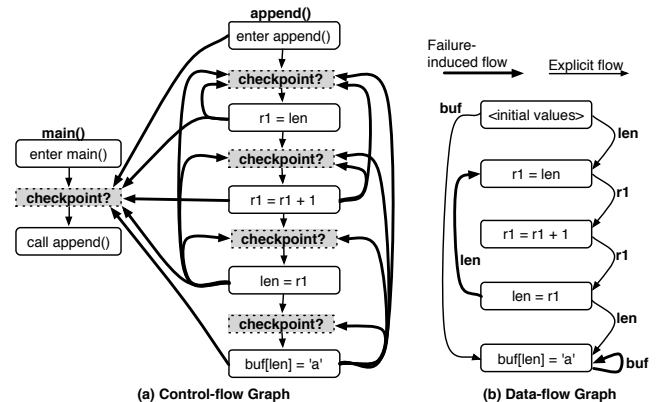 append()
enter append()
checkpoint?
r1 = len
main()
enter main()
checkpoint?
checkpoint?
r1 = r1 + 1
call append()
checkpoint?
len = r1
checkpoint?
buf[len] = 'a'
(a) Control-flow Graph
Failure-
induced flow
Explicit flow
buf
<initial values>
len
r1 = len
r1
r1 = r1 + 1
len
r1
len = r1
len
buf[len] = 'a'
buf
(b) Data-flow Graph